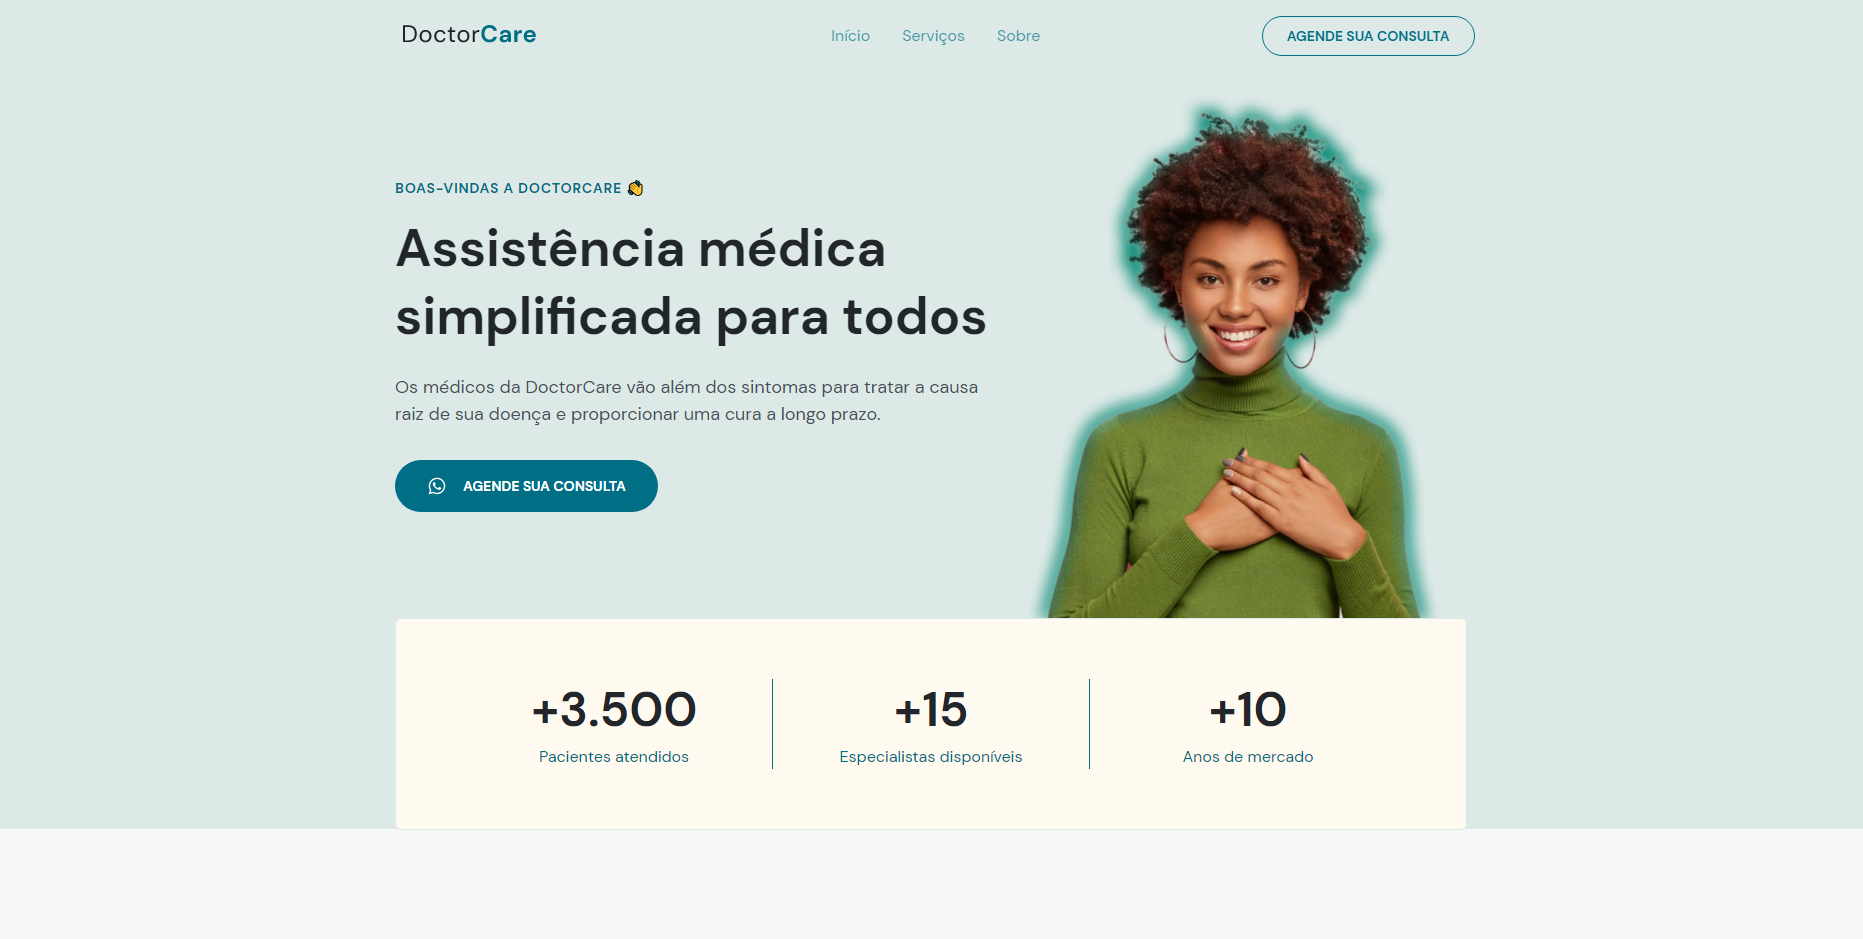 DoctorCare
Início Serviços Sobre
AGENDE SUA CONSULTA
BOAS-VINDAS A DOCTORCARE 👋
Assistência médica
simplificada para todos
Os médicos da DoctorCare vão além dos sintomas para tratar a causa
raiz de sua doença e proporcionar uma cura a longo prazo.
AGENDE SUA CONSULTA
+3.500
Pacientes atendidos
+15
Especialistas disponíveis
+10
Anos de mercado